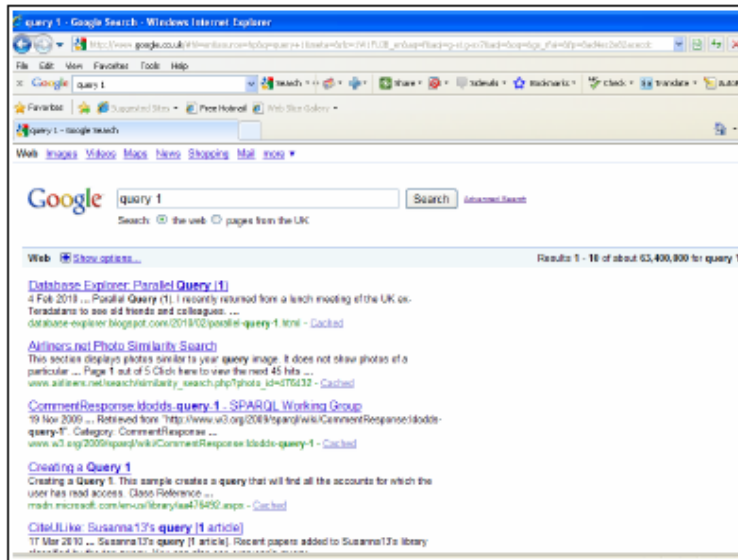 query 1 - Google Search - Windows Internet Explorer
File Edit View Favorites Tools Help
Google query 1 Search Share Sidewiki Bookmarks Check Translate
Favorites Suggested Sites Free Hotmail Web Slice Gallery
query 1 - Google Search
Web Images Videos Maps News Shopping Mail more
Google query 1 Search Advanced Search
Search: the web pages from the UK
Web Show options... Results 1 - 10 of about 63,400,000 for query 1
Database Explorer: Parallel Query (1)
4 Feb 2010 ... Parallel Query (1). I recently returned from a lunch meeting of the UK ex-
Teradatans to see old friends and colleagues. ...
database-explorer.blogspot.com/2010/02/parallel-query-1.html - Cached
Airliners.net Photo Similarity Search
This section displays photos similar to your query image. It does not show photos of a
particular ... Page 1 out of 5 Click here to view the next 45 hits ...
www.airliners.net/search/similarity_search.php?photo_id=476432 - Cached
CommentResponse:ldodds-query-1 - SPARQL Working Group
19 Nov 2009 ... Retrieved from "http://www.w3.org/2009/sparql/wiki/CommentResponse:ldodds-
query-1". Category: CommentResponse ...
www.w3.org/2009/sparql/wiki/CommentResponse:ldodds-query-1 - Cached
Creating a Query 1
Creating a Query 1. This sample creates a query that will find all the accounts for which the
user has read access. Class Reference ...
msdn.microsoft.com/en-us/library/aa476492.aspx - Cached
CiteULike: Susanna13's query [1 article]
17 Mar 2010 ... Susanna13's query [1 article]. Recent papers added to Susanna13's library